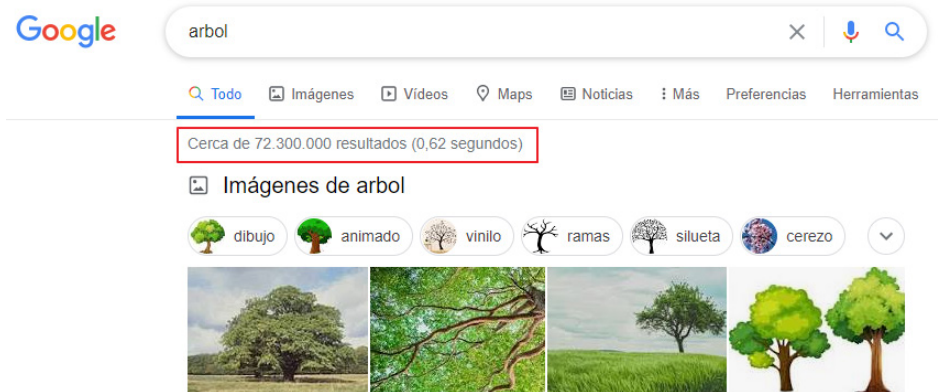 Google arbol
Todo Imágenes Vídeos Maps Noticias Más Preferencias Herramientas
Cerca de 72.300.000 resultados (0,62 segundos)
Imágenes de arbol
dibujo animado vinilo ramas silueta cerezo